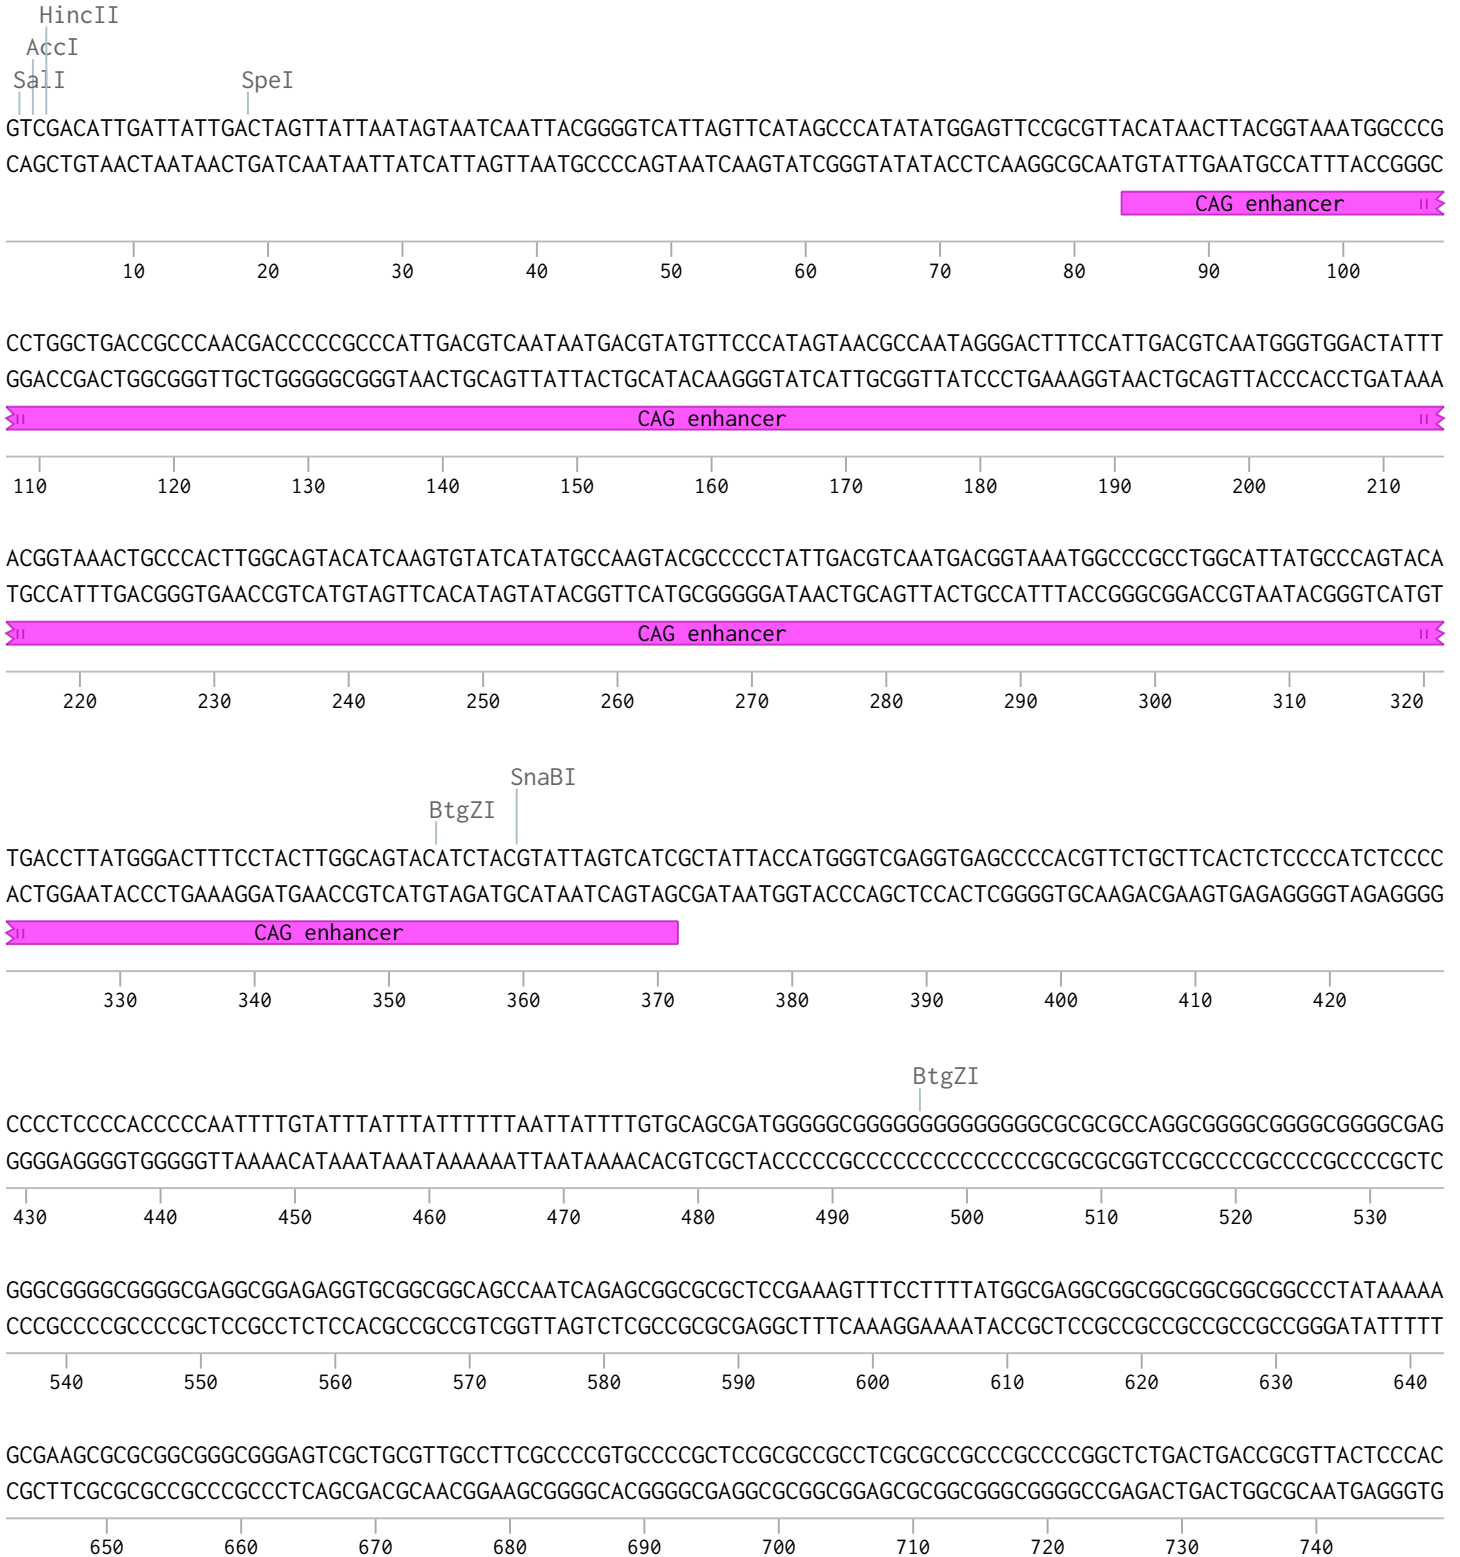 HincII
AccI
SalI SpeI
GTCGACATTGATTATTGACTAGTTATTAATAGTAATCAATTACGGGGTCATTAGTTCATAGCCCATATATGGAGTTCCGCGTTACATAACTTACGGTAAATGGCCCG
CAGCTGTAACTAATAACTGATCAATAATTATCATTAGTTAATGCCCCAGTAATCAAGTATCGGGTATATACCTCAAGGCGCAATGTATTGAATGCCATTTACCGGGC
CAG enhancer
10 20 30 40 50 60 70 80 90 100
CCTGGCTGACCGCCCAACGACCCCCGCCCATTGACGTCAATAATGACGTATGTTCCCATAGTAACGCCAATAGGGACTTTCCATTGACGTCAATGGGTGGACTATTT
GGACCGACTGGCGGGTTGCTGGGGGCGGGTAACTGCAGTTATTACTGCATACAAGGGTATCATTGCGGTTATCCCTGAAAGGTAACTGCAGTTACCCACCTGATAAA
CAG enhancer
110 120 130 140 150 160 170 180 190 200 210
ACGGTAAACTGCCCACTTGGCAGTACATCAAGTGTATCATATGCCAAGTACGCCCCCTATTGACGTCAATGACGGTAAATGGCCCGCCTGGCATTATGCCCAGTACA
TGCCATTTGACGGGTGAACCGTCATGTAGTTCACATAGTATACGGTTCATGCGGGGGATAACTGCAGTTACTGCCATTTACCGGGCGGACCGTAATACGGGTCATGT
CAG enhancer
220 230 240 250 260 270 280 290 300 310 320
SnaBI
BtgZI
TGACCTTATGGGACTTTCCTACTTGGCAGTACATCTACGTATTAGTCATCGCTATTACCATGGGTCGAGGTGAGCCCCACGTTCTGCTTCACTCTCCCCATCTCCCC
ACTGGAATACCCTGAAAGGATGAACCGTCATGTAGATGCATAATCAGTAGCGATAATGGTACCCAGCTCCACTCGGGGTGCAAGACGAAGTGAGAGGGGTAGAGGGG
CAG enhancer
330 340 350 360 370 380 390 400 410 420
BtgZI
CCCCTCCCCACCCCCAATTTTGTATTTATTTATTTTTTAATTATTTTGTGCAGCGATGGGGGCGGGGGGGGGGGGGGCGCGCGCCAGGCGGGGCGGGGCGGGGCGAG
GGGGAGGGGTGGGGGTTAAAACATAAATAAATAAAAAATTAATAAAACACGTCGCTACCCCCGCCCCCCCCCCCCCCGCGCGCGGTCCGCCCCGCCCCGCCCCGCTC
430 440 450 460 470 480 490 500 510 520 530
GGGCGGGGCGGGGCGAGGCGGAGAGGTGCGGCGGCAGCCAATCAGAGCGGCGCGCTCCGAAAGTTTCCTTTTATGGCGAGGCGGCGGCGGCGGCGGCCCTATAAAAA
CCCGCCCCGCCCCGCTCCGCCTCTCCACGCCGCCGTCGGTTAGTCTCGCCGCGCGAGGCTTTCAAAGGAAAATACCGCTCCGCCGCCGCCGCCGCCGGGATATTTTT
540 550 560 570 580 590 600 610 620 630 640
GCGAAGCGCGCGGCGGGCGGGAGTCGCTGCGTTGCCTTCGCCCCGTGCCCCGCTCCGCGCCGCCTCGCGCCGCCCGCCCCGGCTCTGACTGACCGCGTTACTCCCAC
CGCTTCGCGCGCCGCCCGCCCTCAGCGACGCAACGGAAGCGGGGCACGGGGCGAGGCGCGGCGGAGCGCGGCGGGCGGGGCCGAGACTGACTGGCGCAATGAGGGTG
650 660 670 680 690 700 710 720 730 740